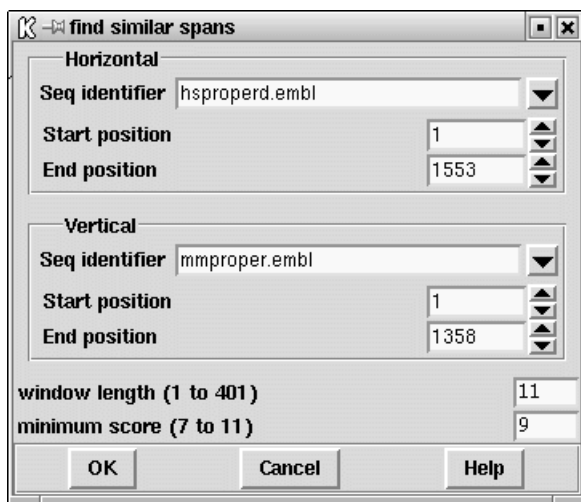 find similar spans
Horizontal
Seq identifier hsproperd.embl
Start position 1
End position 1553
Vertical
Seq identifier mmproper.embl
Start position 1
End position 1358
window length (1 to 401) 11
minimum score (7 to 11) 9
OK Cancel Help